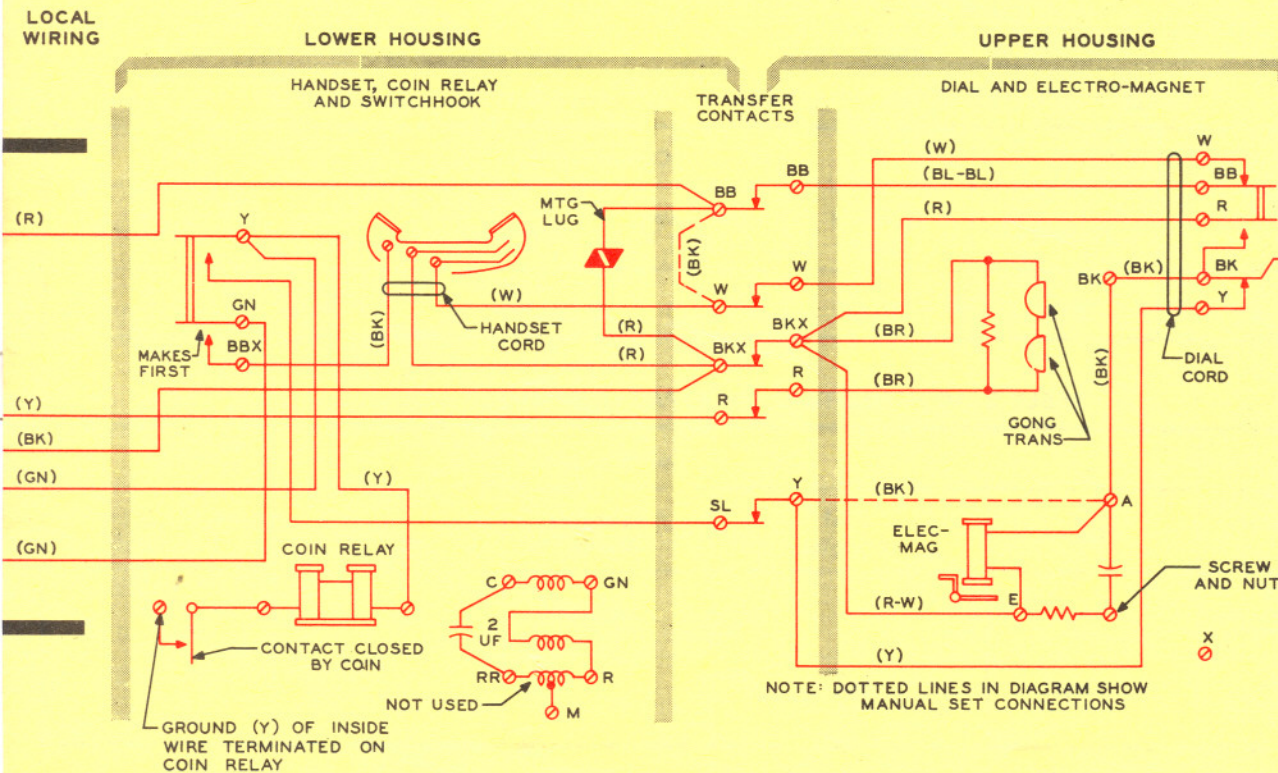 LOCAL
WIRING
LOWER HOUSING
UPPER HOUSING
HANDSET, COIN RELAY
AND SWITCHHOOK
TRANSFER
CONTACTS
DIAL AND ELECTRO-MAGNET
(W)
W
BB
BB
(BL-BL)
BB
MTG
LUG
(R)
Y
(R)
R
(BK)
W
W
BK
(BK)
BK
GN
(W)
Y
(BK)
HANDSET
CORD
(R)
BKX
(BR)
MAKES
FIRST
BBX
BKX
(R)
(BK)
DIAL
CORD
R
(BR)
(Y)
R
GONG
TRANS
(BK)
(GN)
(Y)
Y
(BK)
A
SL
ELEC-
MAG
(GN)
COIN RELAY
SCREW
AND NUT
C
GN
(R-W)
E
2
UF
X
CONTACT CLOSED
BY COIN
(Y)
RR
R
NOT USED
M
NOTE: DOTTED LINES IN DIAGRAM SHOW
MANUAL SET CONNECTIONS
GROUND (Y) OF INSIDE
WIRE TERMINATED ON
COIN RELAY